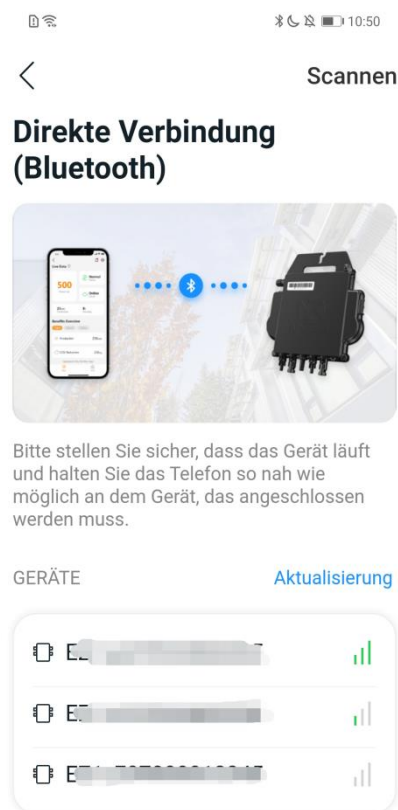 10:50
Scannen
Direkte Verbindung
(Bluetooth)
500
Bitte stellen Sie sicher, dass das Gerät läuft
und halten Sie das Telefon so nah wie
möglich an dem Gerät, das angeschlossen
werden muss.
GERÄTE
Aktualisierung